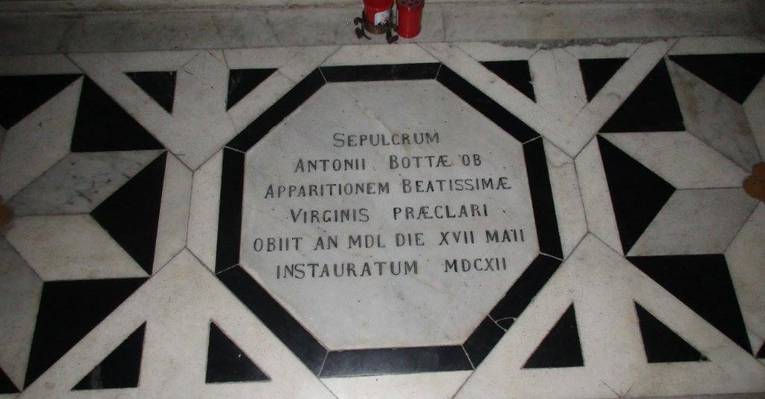 SEPULCRUM
ANTONII BOTTÆ OB
APPARITIONEM BEATISSIMÆ
VIRGINIS PRÆCLARI
OBIIT AN MDL DIE XVII MAII
INSTAURATUM MDCXII